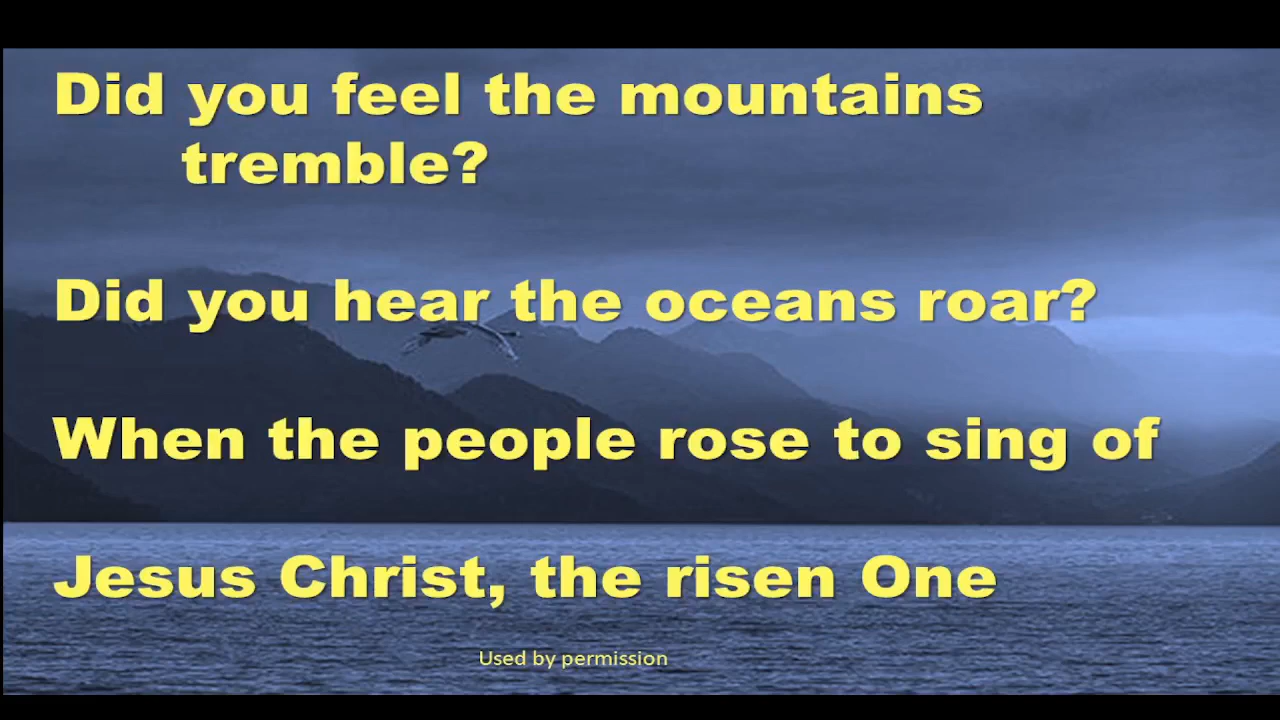 Did you feel the mountains
tremble?
Did you hear the oceans roar?
When the people rose to sing of
Jesus Christ, the risen One
Used by permission